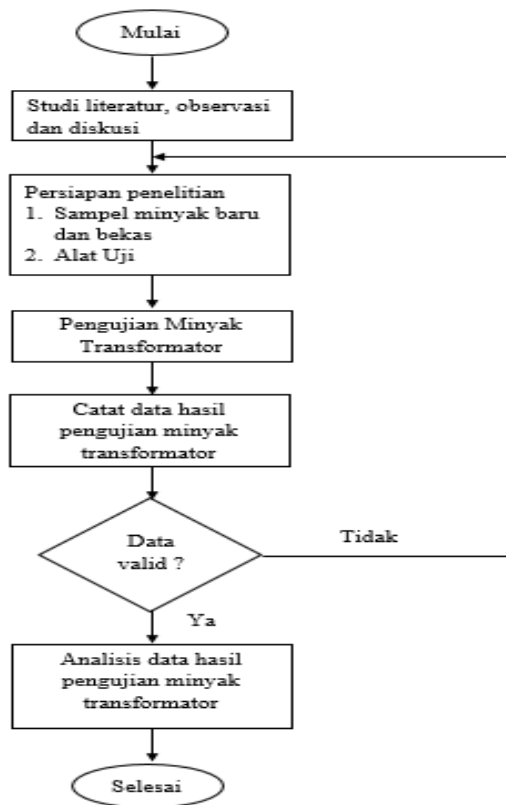 Mulai
Studi literatur, observasi
dan diskusi
Persiapan penelitian
1. Sampel minyak baru
dan bekas
2. Alat Uji
Pengujian Minyak
Transformator
Catat data hasil
pengujian minyak
transformator
Data
valid ?
Tidak
Ya
Analisis data hasil
pengujian minyak
transformator
Selesai